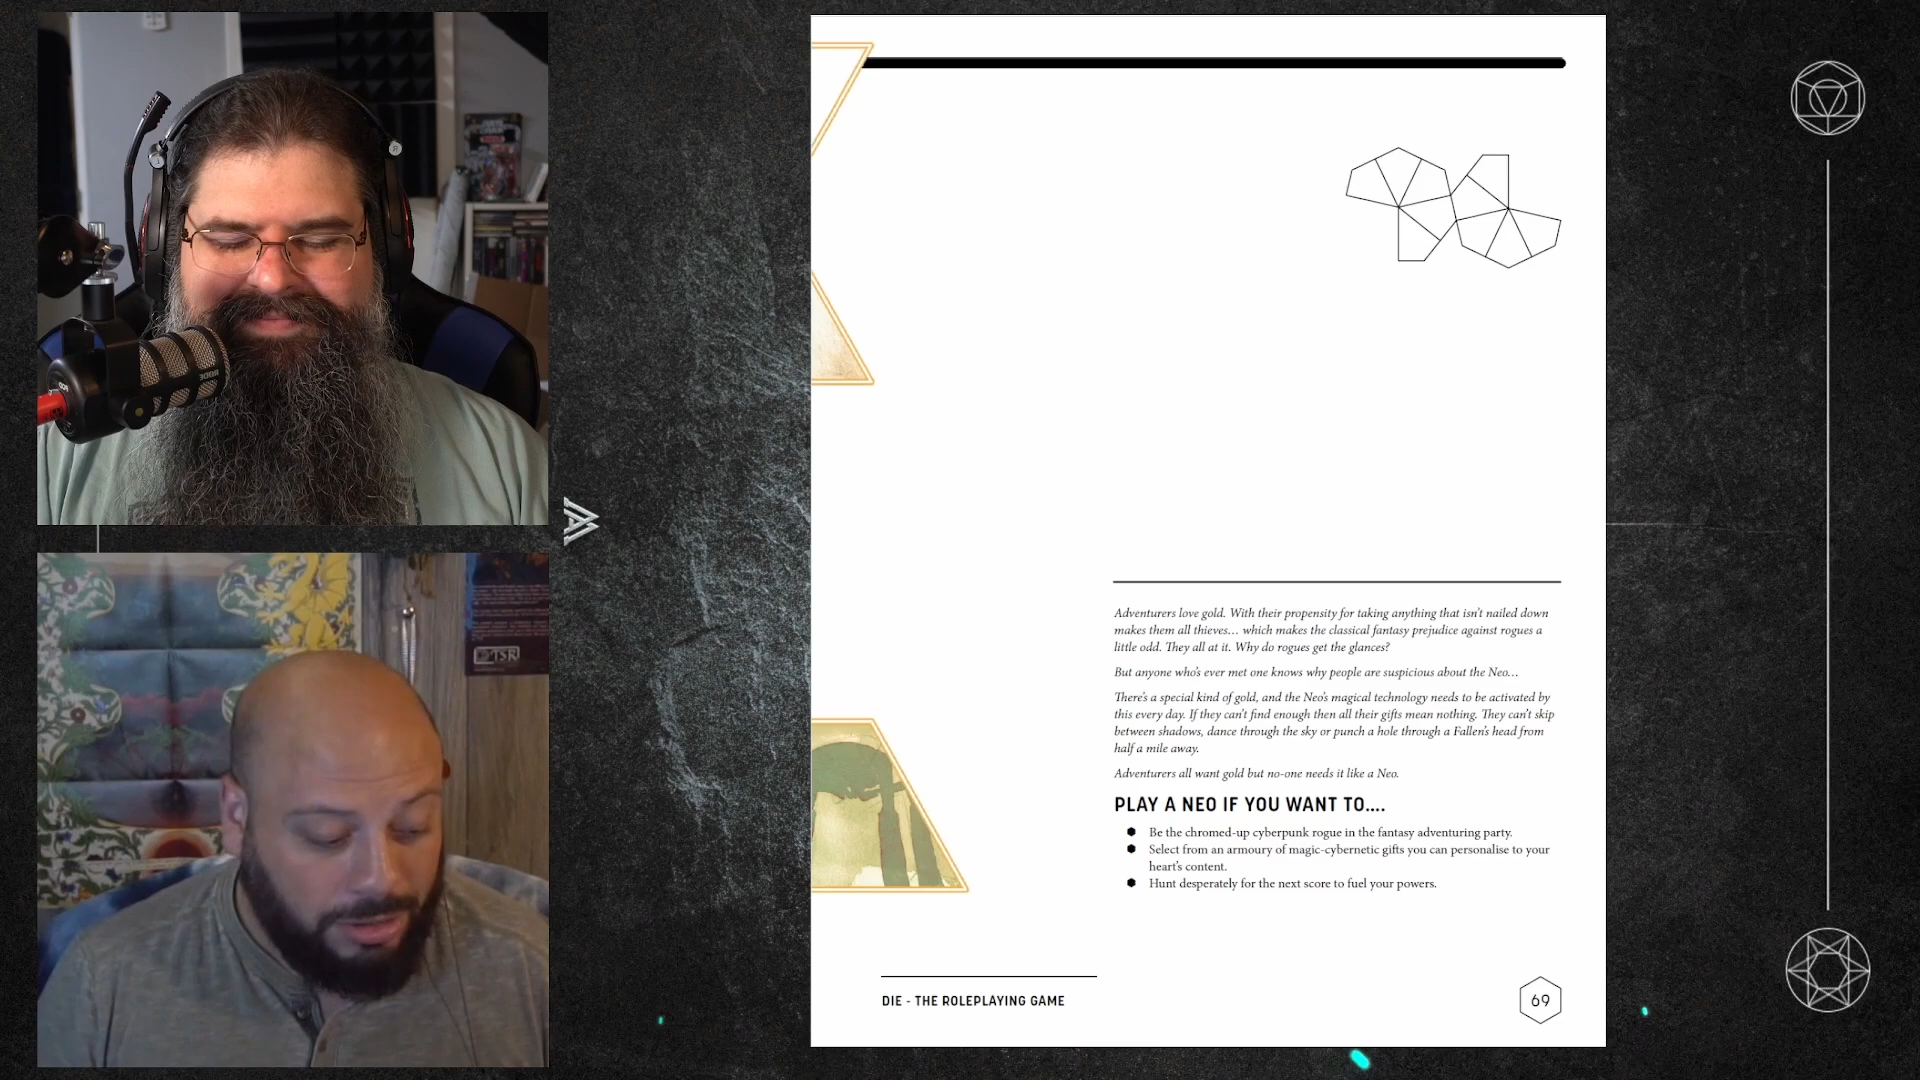 RODE
TSR
Adventurers love gold. With their propensity for taking anything that isn't nailed down
makes them all thieves… which makes the classical fantasy prejudice against rogues a
little odd. They all at it. Why do rogues get the glances?
But anyone who's ever met one knows why people are suspicious about the Neo…
There's a special kind of gold, and the Neo's magical technology needs to be activated by
this every day. If they can't find enough then all their gifts mean nothing. They can't skip
between shadows, dance through the sky or punch a hole through a Fallen's head from
half a mile away.
Adventurers all want gold but no-one needs it like a Neo.
PLAY A NEO IF YOU WANT TO….
Be the chromed-up cyberpunk rogue in the fantasy adventuring party.
Select from an armoury of magic-cybernetic gifts you can personalise to your
heart's content.
Hunt desperately for the next score to fuel your powers.
DIE - THE ROLEPLAYING GAME
69